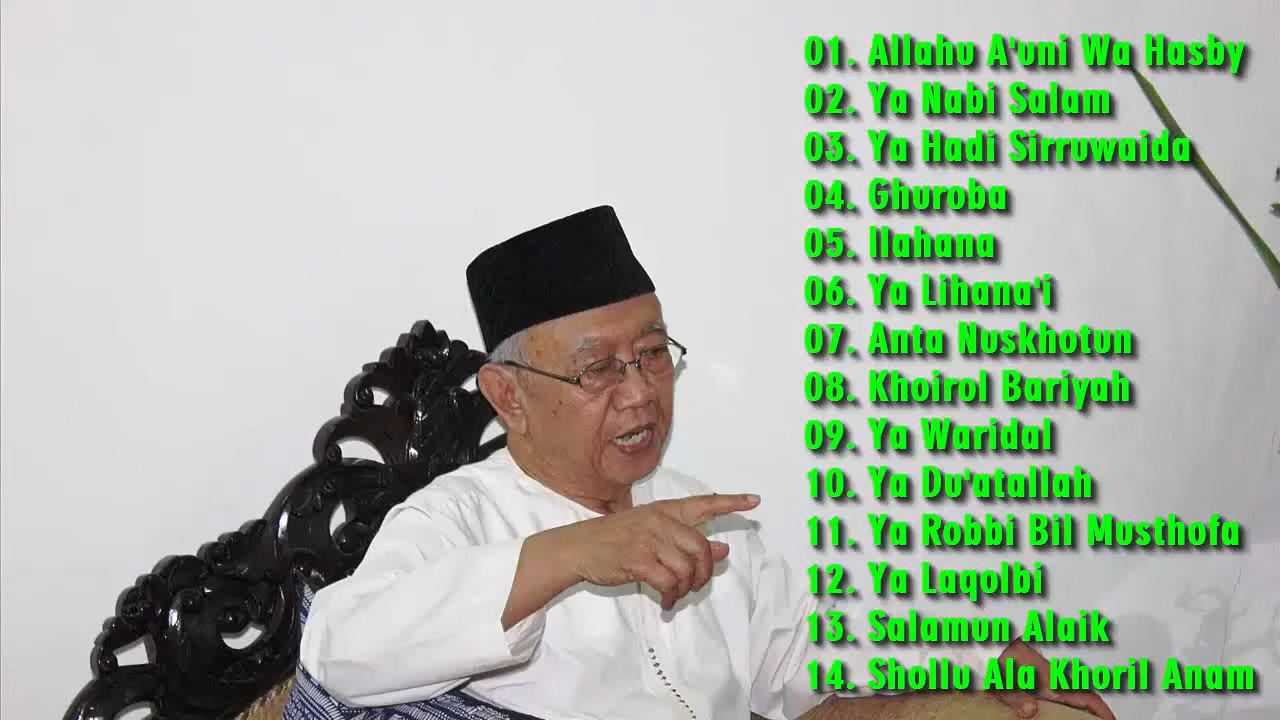 01. Allahu A'uni Wa Hasby
02. Ya Nabi Salam
03. Ya Hadi Sirruwaida
04. Ghuroba
05. Ilahana
06. Ya Lihana'i
07. Anta Nuskhotun
08. Khoirol Bariyah
09. Ya Waridal
10. Ya Du'atallah
11. Ya Robbi Bil Musthofa
12. Ya Laqolbi
13. Salamun Alaik
14. Shollu Ala Khoril Anam